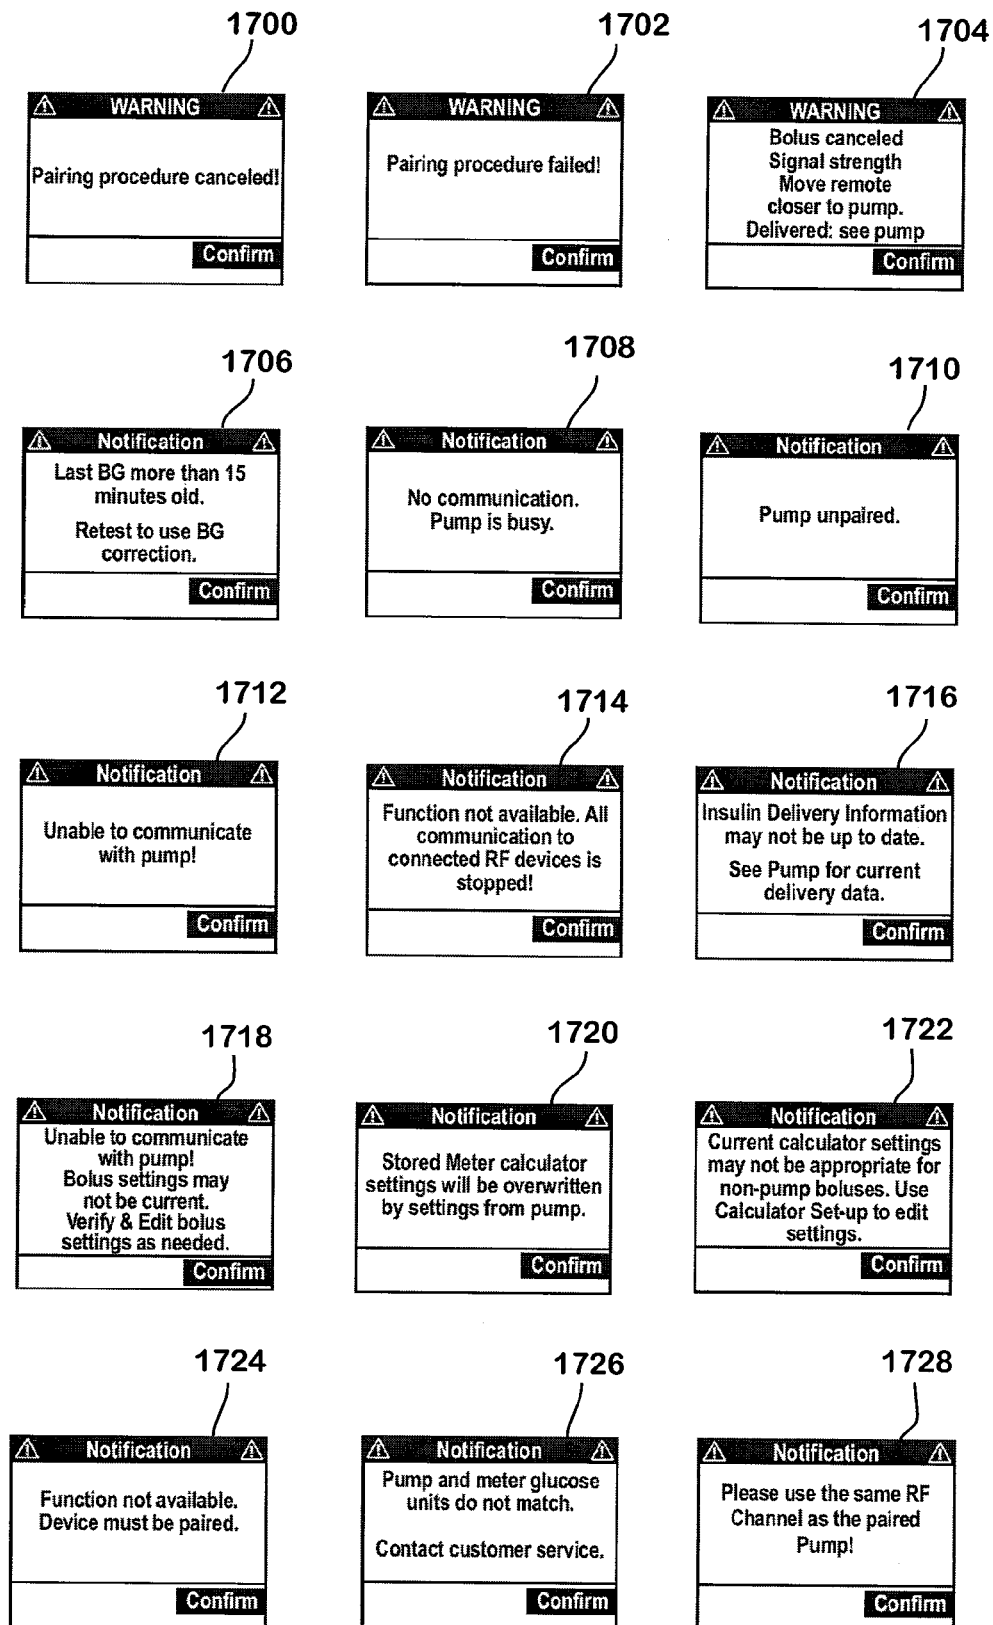 1700
WARNING
Pairing procedure canceled!
Confirm
1702
WARNING
Pairing procedure failed!
Confirm
1704
WARNING
Bolus canceled
Signal strength
Move remote
closer to pump.
Delivered: see pump
Confirm
1706
Notification
Last BG more than 15
minutes old.
Retest to use BG
correction.
Confirm
1708
Notification
No communication.
Pump is busy.
Confirm
1710
Notification
Pump unpaired.
Confirm
1712
Notification
Unable to communicate
with pump!
Confirm
1714
Notification
Function not available. All
communication to
connected RF devices is
stopped!
Confirm
1716
Notification
Insulin Delivery Information
may not be up to date.
See Pump for current
delivery data.
Confirm
1718
Notification
Unable to communicate
with pump!
Bolus settings may
not be current.
Verify & Edit bolus
settings as needed.
Confirm
1720
Notification
Stored Meter calculator
settings will be overwritten
by settings from pump.
Confirm
1722
Notification
Current calculator settings
may not be appropriate for
non-pump boluses. Use
Calculator Set-up to edit
settings.
Confirm
1724
Notification
Function not available.
Device must be paired.
Confirm
1726
Notification
Pump and meter glucose
units do not match.
Contact customer service.
Confirm
1728
Notification
Please use the same RF
Channel as the paired
Pump!
Confirm